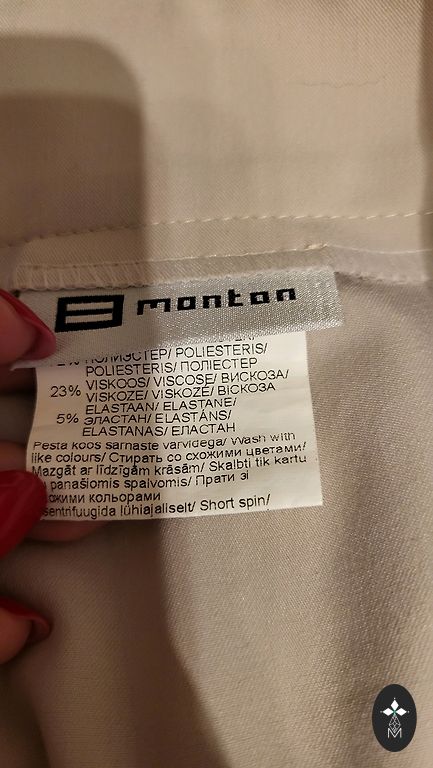 monton
ПОЛИЭСТЕР/ POLIESTERIS/
POLIESTERS/ ПОЛІЕСТЕР
23% VISKOOS/ VISCOSE/ ВИСКОЗА/
VISKOZE/ VISKOZĖ/ ВІСКОЗА
ELASTAAN/ ELASTANE/
5% ЭЛАСТАН/ ELASTĀNS/
ELASTANAS/ ЕЛАСТАН
Pesta koos sarnaste värvidega/ Wash with
like colours/ Стирать со схожими цветами/
Mazgāt ar līdzīgām krāsām/ Skalbti tik kartu
panašiomis spalvomis/ Прати зі
схожими кольорами
tsentrifuugida lühiajaliselt/ Short spin/
M